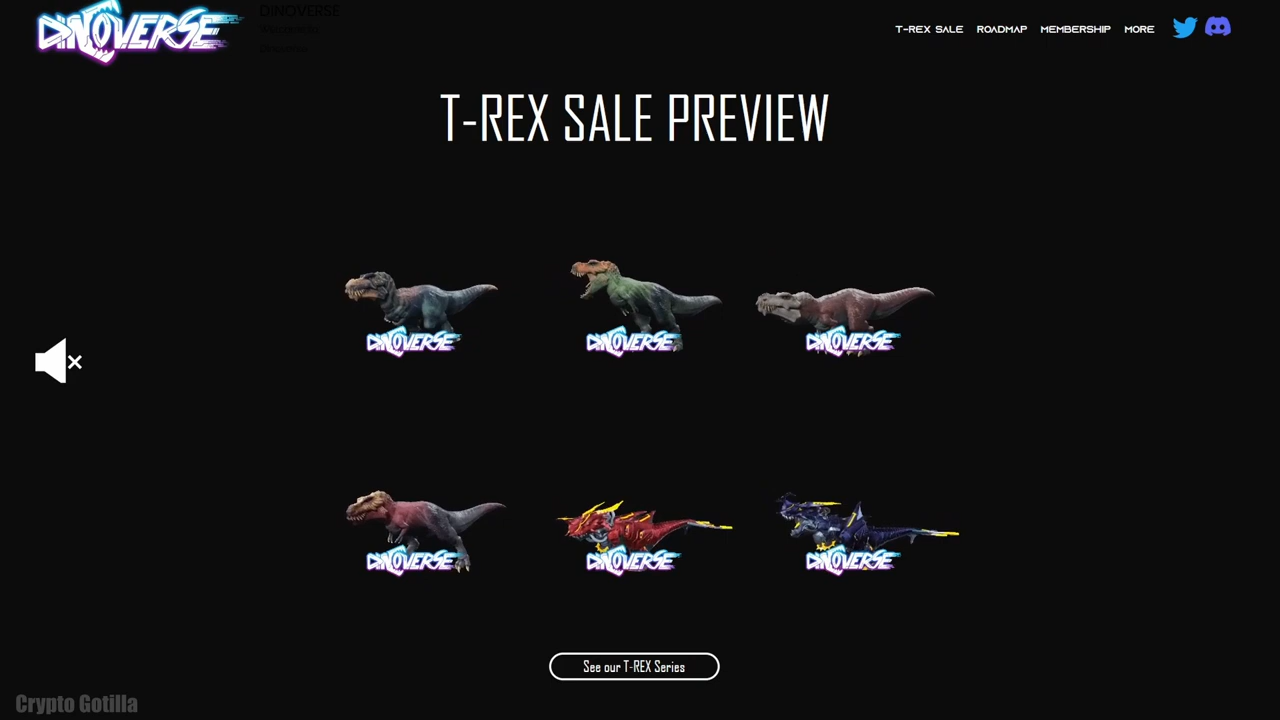 DINOVERSE
DINOVERSE
T-REX SALE
ROADMAP
MEMBERSHIP
MORE
T-REX SALE PREVIEW
DINOVERSE
DINOVERSE
DINOVERSE
DINOVERSE
DINOVERSE
DINOVERSE
See our T-REX Series
Crypto Gotilla